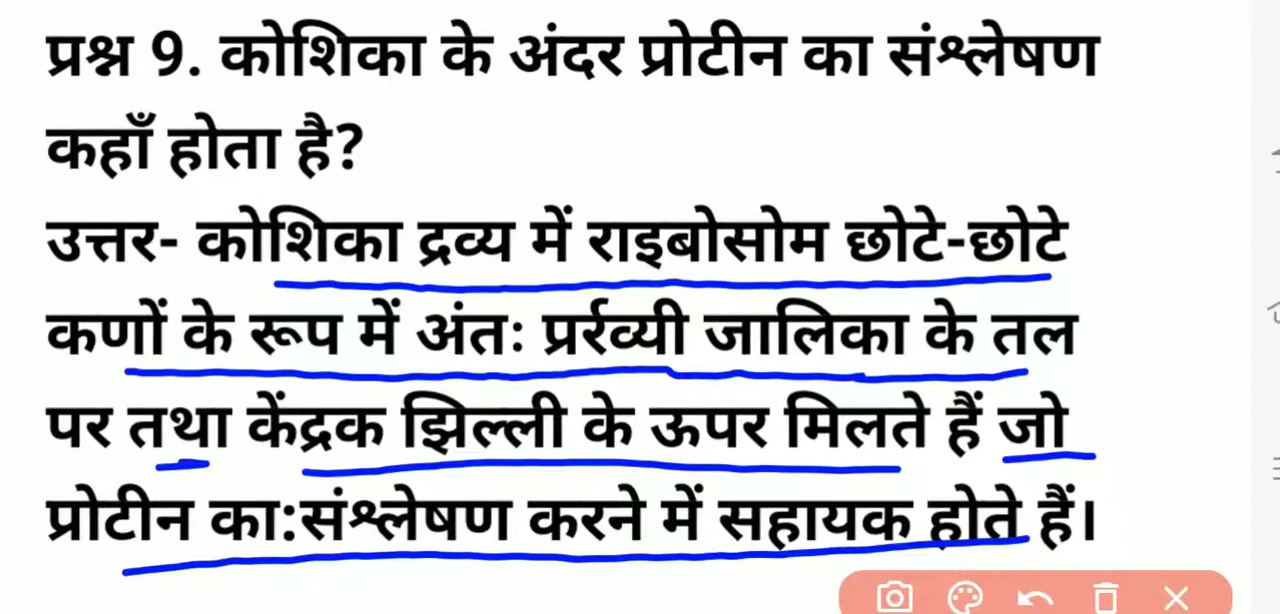 प्रश्न 9. कोशिका के अंदर प्रोटीन का संश्लेषण
कहाँ होता है?
उत्तर- कोशिका द्रव्य में राइबोसोम छोटे-छोटे
कणों के रूप में अंतः प्रर्रव्यी जालिका के तल
पर तथा केंद्रक झिल्ली के ऊपर मिलते हैं जो
प्रोटीन का:संश्लेषण करने में सहायक होते हैं।